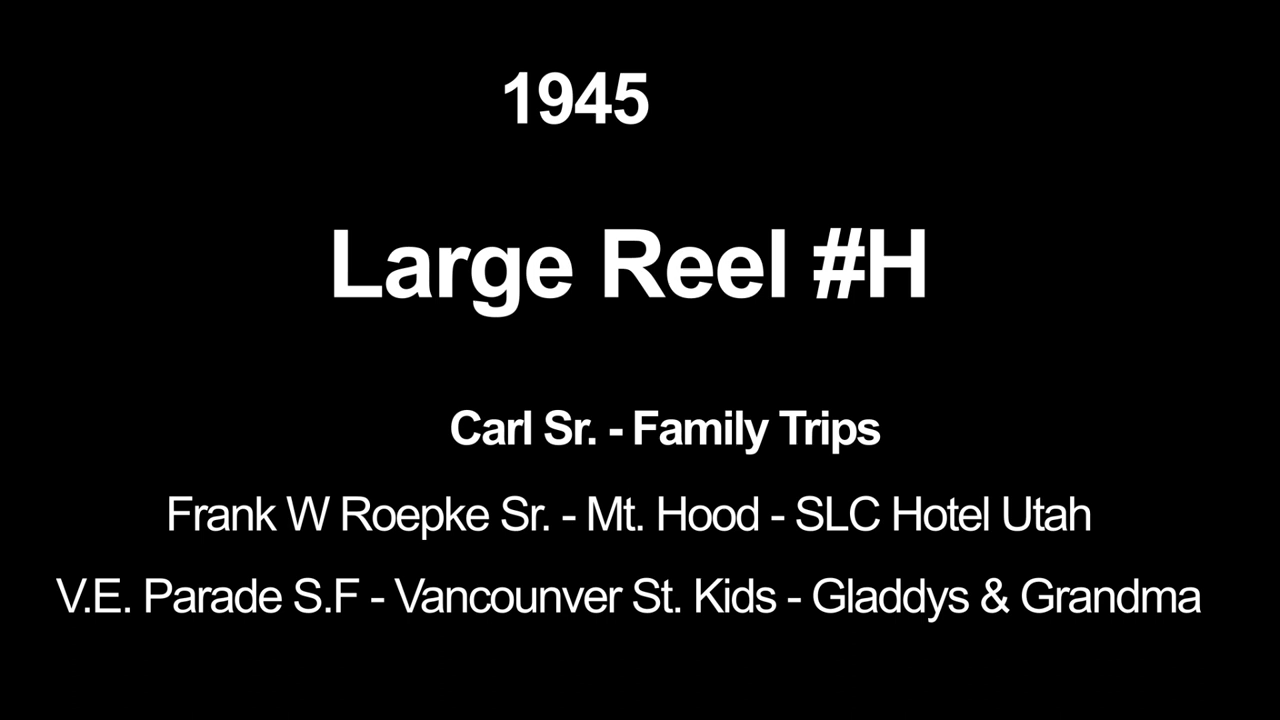 1945
Large Reel #H
Carl Sr. - Family Trips
Frank W Roepke Sr. - Mt. Hood - SLC Hotel Utah
V.E. Parade S.F - Vancounver St. Kids - Gladdys & Grandma